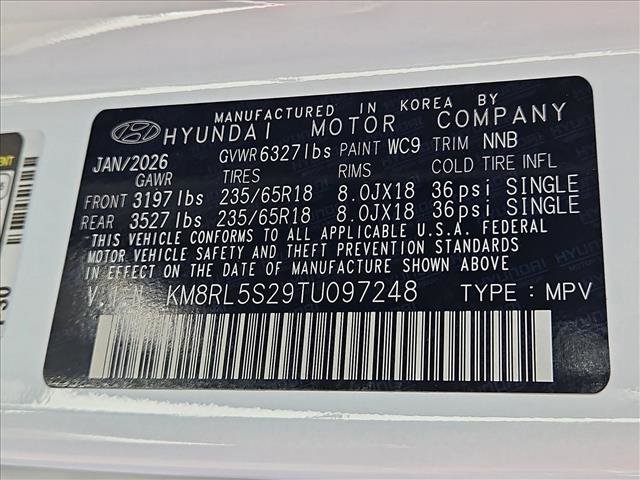 MANUFACTURED IN KOREA BY
HYUNDAI MOTOR COMPANY
JAN/2026 GVWR 6327lbs PAINT WC9 TRIM NNB
GAWR TIRES RIMS COLD TIRE INFL
FRONT 3197lbs 235/65R18 8.0JX18 36psi SINGLE
REAR 3527lbs 235/65R18 8.0JX18 36psi SINGLE
THIS VEHICLE CONFORMS TO ALL APPLICABLE U.S.A. FEDERAL
MOTOR VEHICLE SAFETY AND THEFT PREVENTION STANDARDS
IN EFFECT ON THE DATE OF MANUFACTURE SHOWN ABOVE.
V.I.N KM8RL5S29TU097248 TYPE : MPV